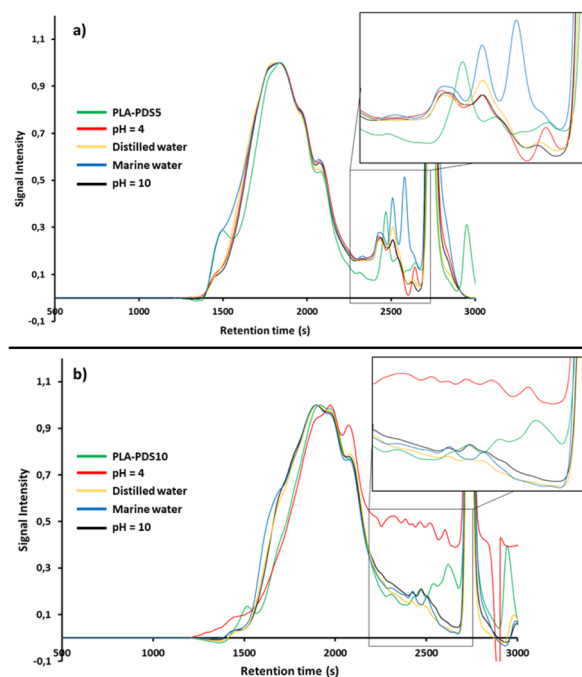 a)
1,1
0,9
0,7
0,5
0,3
0,1
-0,1
Signal Intensity
PLA-PDS5
pH = 4
Distilled water
Marine water
pH = 10
500
1000
1500
2000
2500
3000
Retention time (s)
b)
1,1
0,9
0,7
0,5
0,3
0,1
-0,1
Signal Intensity
PLA-PDS10
pH = 4
Distilled water
Marine water
pH = 10
500
1000
1500
2000
2500
3000
Retention time (s)